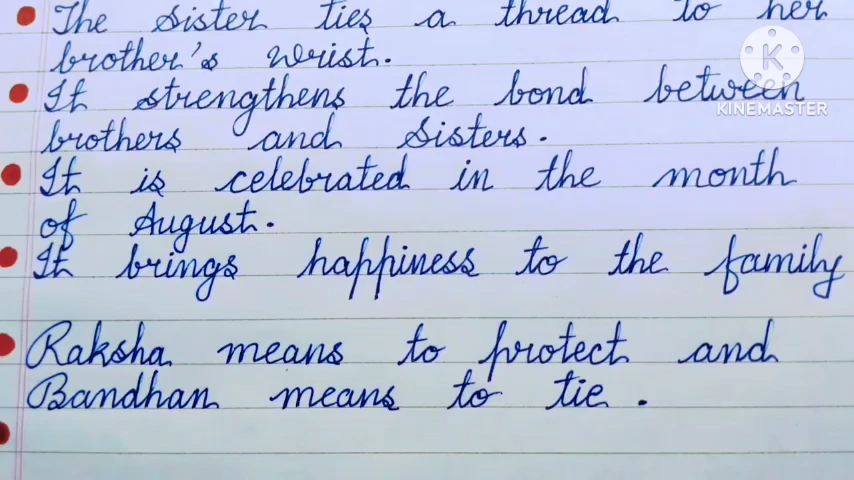 The Sister ties a thread to her
brother's wrist.
It strengthens the bond between
brothers and Sisters.
It is celebrated in the month
of August.
It brings happiness to the family
Raksha means to protect and
Bandhan means to tie.
KINEMASTER